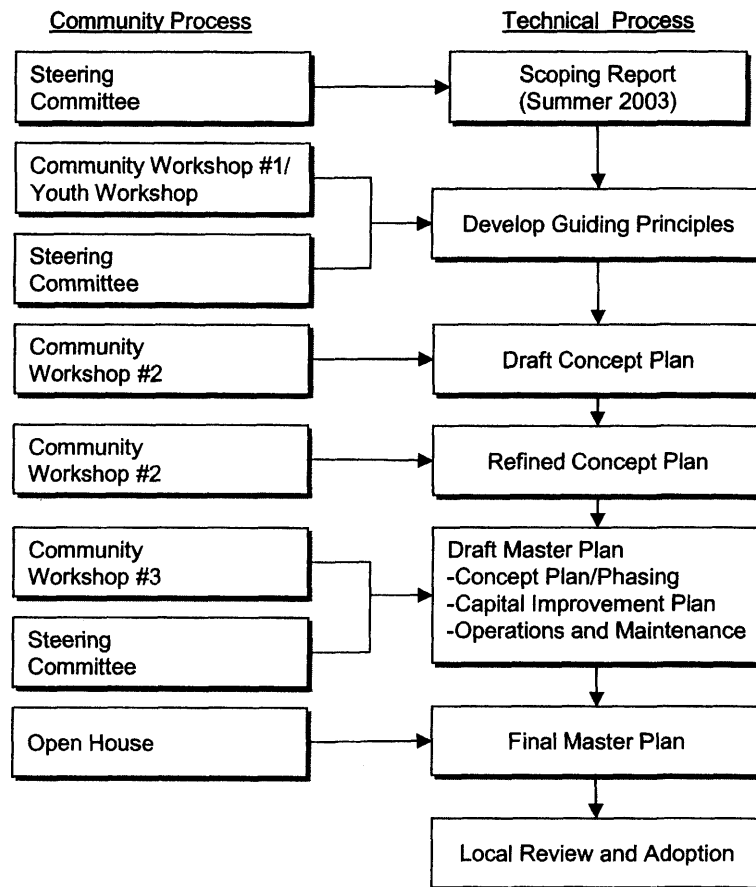 Community Process
Technical Process
Steering
Committee
Scoping Report
(Summer 2003)
Community Workshop #1/
Youth Workshop
Steering
Committee
Develop Guiding Principles
Community
Workshop #2
Draft Concept Plan
Community
Workshop #2
Refined Concept Plan
Community
Workshop #3
Steering
Committee
Draft Master Plan
-Concept Plan/Phasing
-Capital Improvement Plan
-Operations and Maintenance
Open House
Final Master Plan
Local Review and Adoption